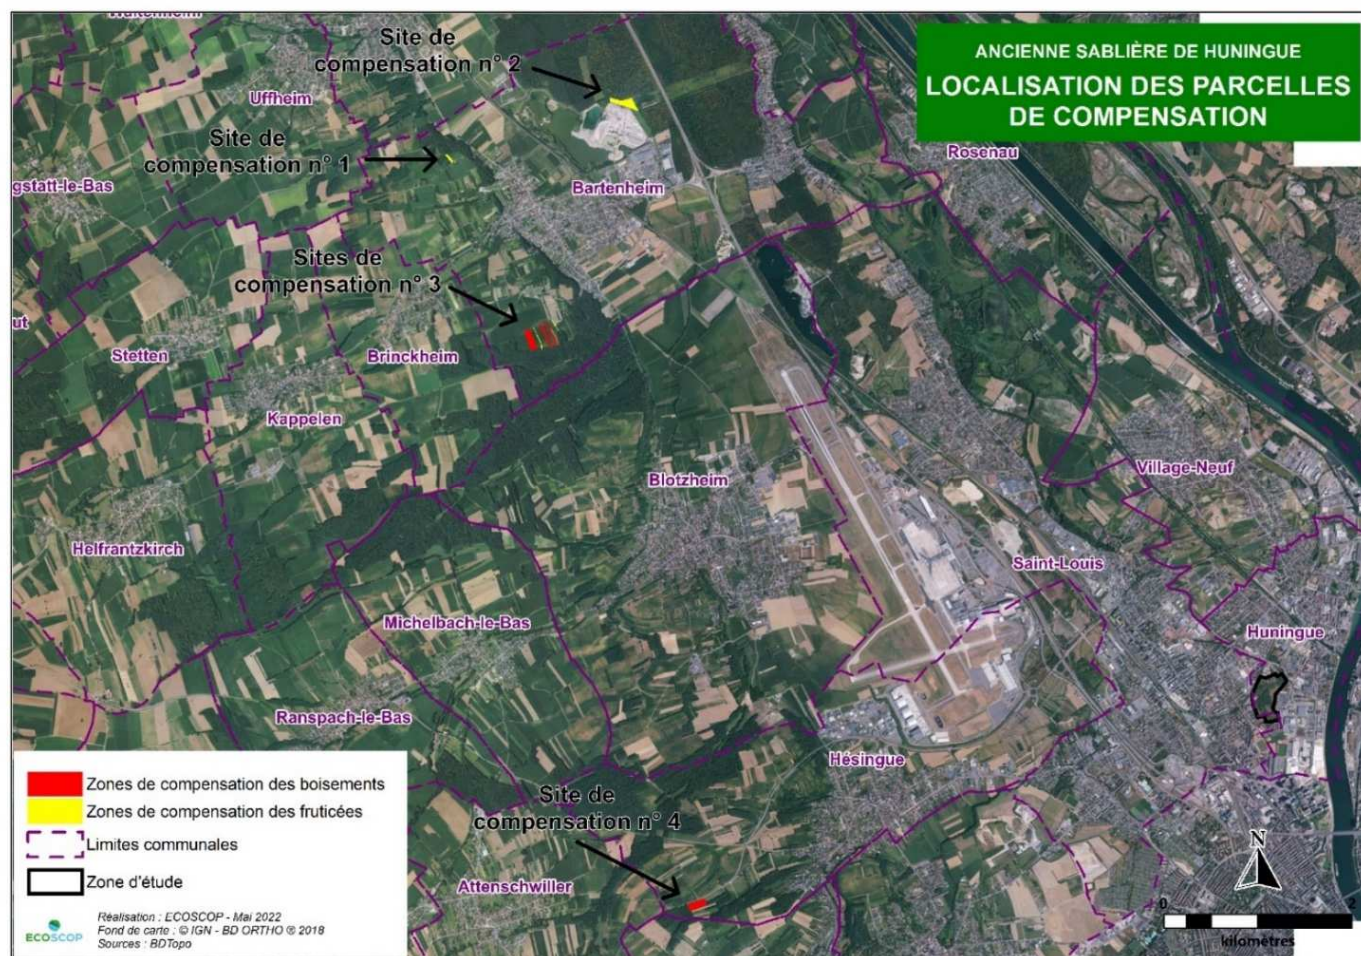 ANCIENNE SABLIÈRE DE HUNINGUE
LOCALISATION DES PARCELLES
DE COMPENSATION
Site de
compensation n° 2
Uffheim
Site de
compensation n° 1
gstatt-le-Bas
Bartenheim
Rosenau
Sites de
compensation n° 3
ut
Stetten
Brinckheim
Kappelen
Blotzheim
Village-Neuf
Helfrantzkirch
Saint-Louis
Michelbach-le-Bas
Huningue
Ranspach-le-Bas
Hésingue
Site de
compensation n° 4
Attenschwiller
Zones de compensation des boisements
Zones de compensation des fruticées
Limites communales
Zone d'étude
ECOSCOP
Réalisation : ECOSCOP - Mai 2022
Fond de carte : © IGN - BD ORTHO ® 2018
Sources : BDTopo
N
0 2
kilomètres